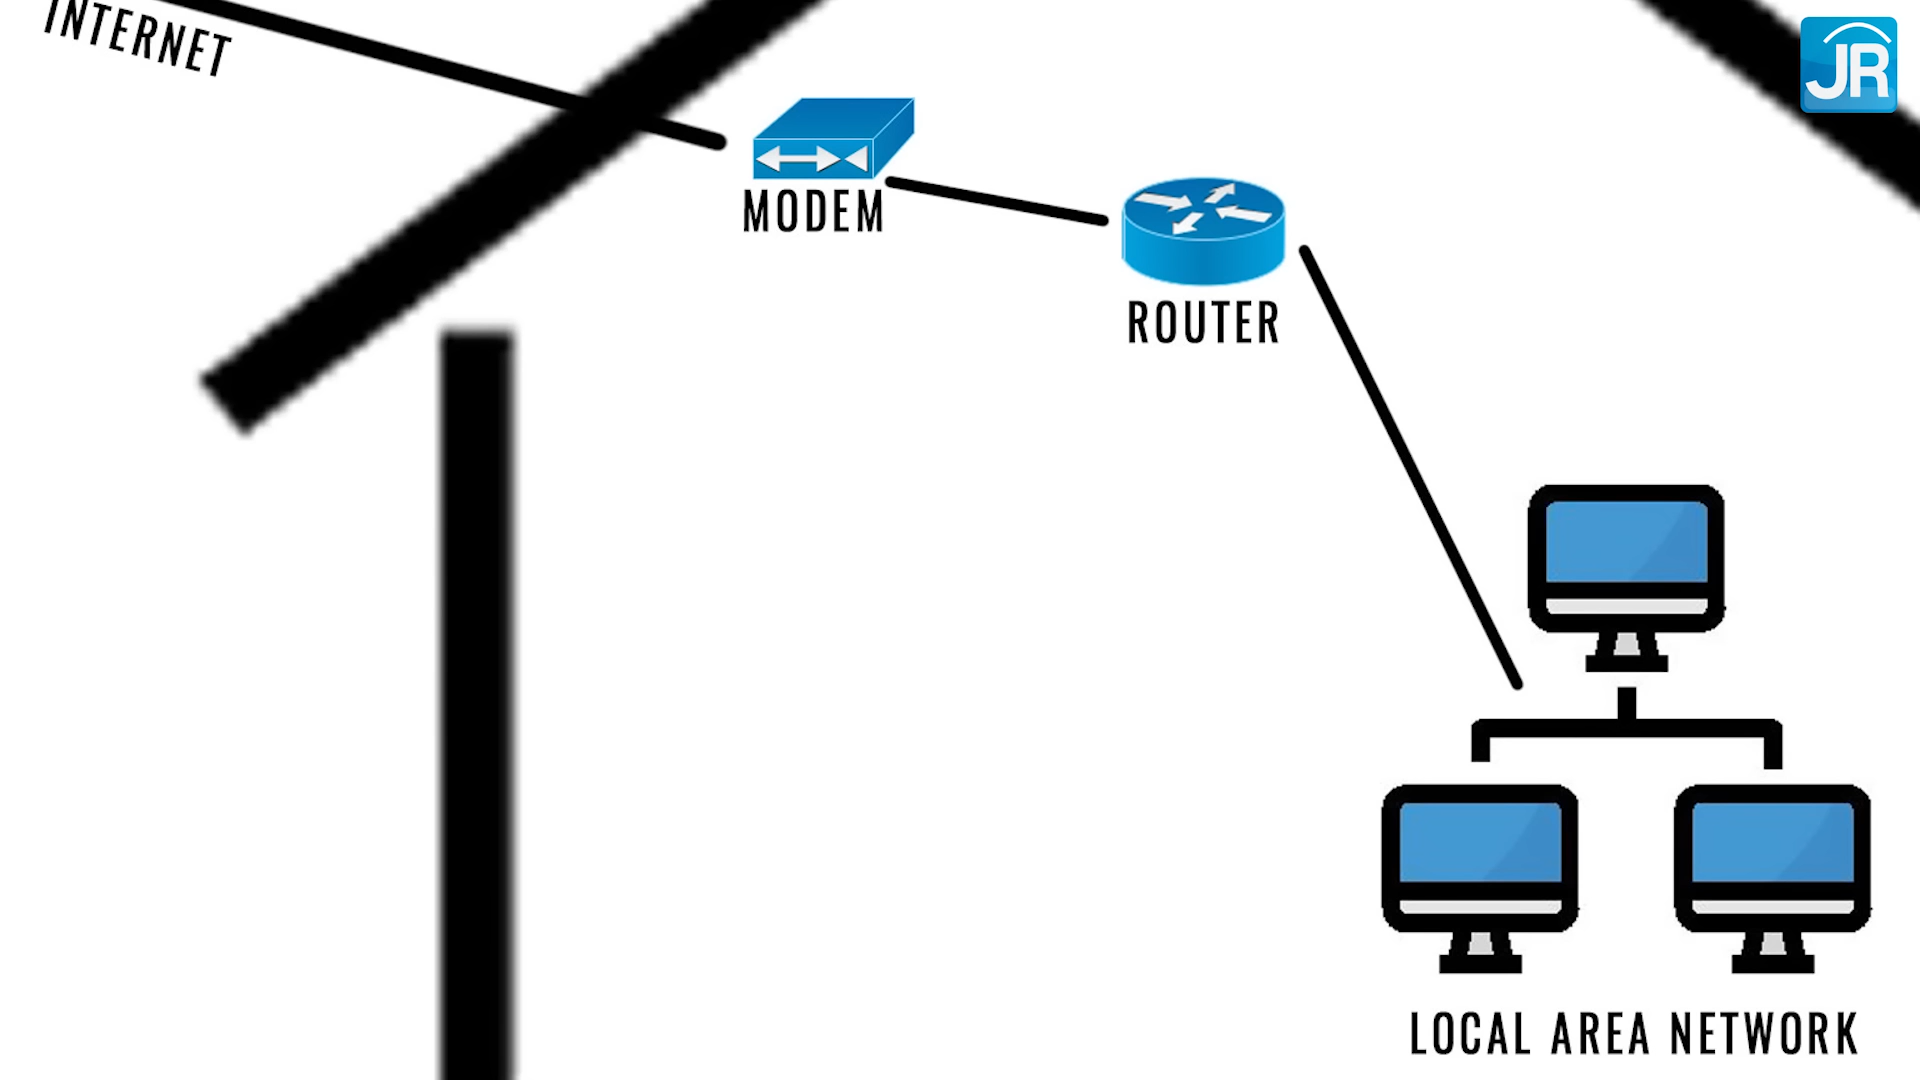 INTERNET
JR
MODEM
ROUTER
LOCAL AREA NETWORK